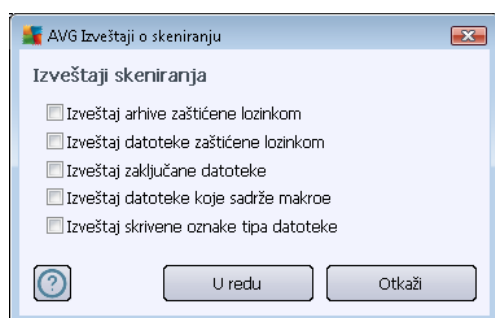 AVG Izveštaji o skeniranju
Izveštaji skeniranja
Izveštaj arhive zaštićene lozinkom
Izveštaj datoteke zaštićene lozinkom
Izveštaj zaključane datoteke
Izveštaj datoteke koje sadrže makroe
Izveštaj skrivene oznake tipa datoteke
U redu
Otkaži